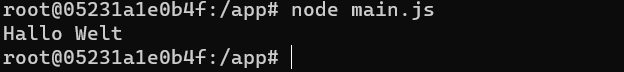 root@05231a1e0b4f:/app# node main.js
Hallo Welt
root@05231a1e0b4f:/app#